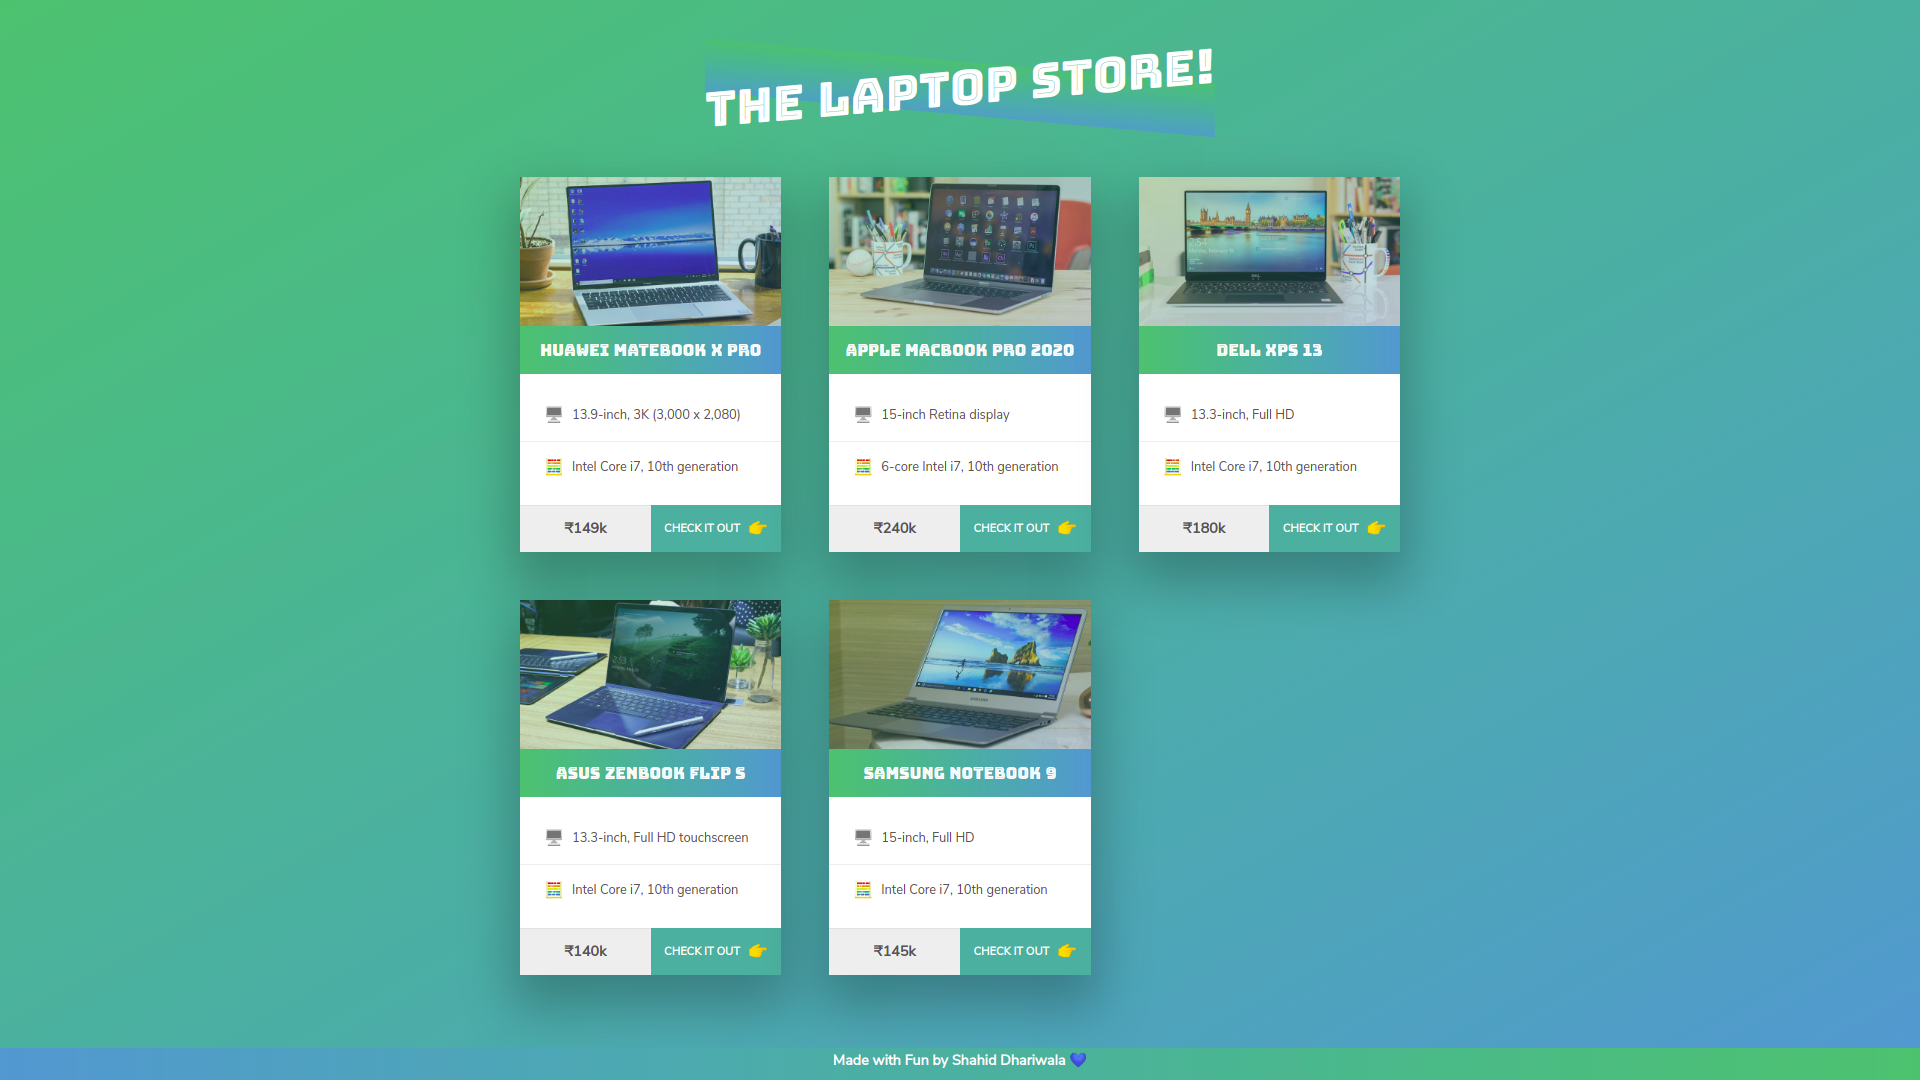 THE LAPTOP STORE!
HUAWEI MATEBOOK X PRO
13.9-inch, 3K (3,000 x 2,080)
Intel Core i7, 10th generation
₹149k
CHECK IT OUT 👉
APPLE MACBOOK PRO 2020
15-inch Retina display
6-core Intel i7, 10th generation
₹240k
CHECK IT OUT 👉
DELL XPS 13
13.3-inch, Full HD
Intel Core i7, 10th generation
₹180k
CHECK IT OUT 👉
ASUS ZENBOOK FLIP S
13.3-inch, Full HD touchscreen
Intel Core i7, 10th generation
₹140k
CHECK IT OUT 👉
SAMSUNG NOTEBOOK 9
15-inch, Full HD
Intel Core i7, 10th generation
₹145k
CHECK IT OUT 👉
Made with Fun by Shahid Dhariwala 💙